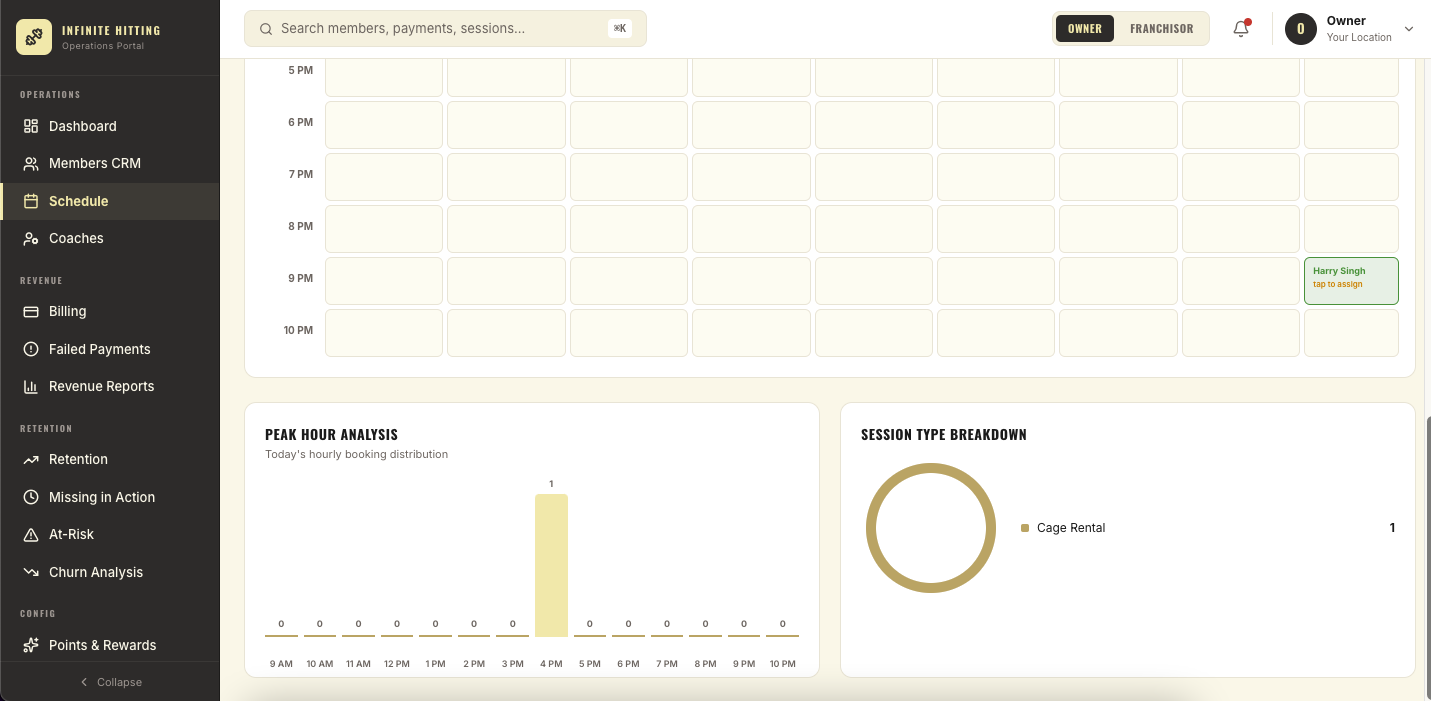 INFINITE HITTING
Operations Portal
Search members, payments, sessions...
⌘K
OWNER
FRANCHISOR
O
Owner
Your Location
OPERATIONS
Dashboard
Members CRM
Schedule
Coaches
REVENUE
Billing
Failed Payments
Revenue Reports
RETENTION
Retention
Missing in Action
At-Risk
Churn Analysis
CONFIG
Points & Rewards
Collapse
5 PM
6 PM
7 PM
8 PM
9 PM
Harry Singh
tap to assign
10 PM
PEAK HOUR ANALYSIS
Today's hourly booking distribution
1
0 0 0 0 0 0 0 0 0 0 0 0 0
9 AM 10 AM 11 AM 12 PM 1 PM 2 PM 3 PM 4 PM 5 PM 6 PM 7 PM 8 PM 9 PM 10 PM
SESSION TYPE BREAKDOWN
Cage Rental 1